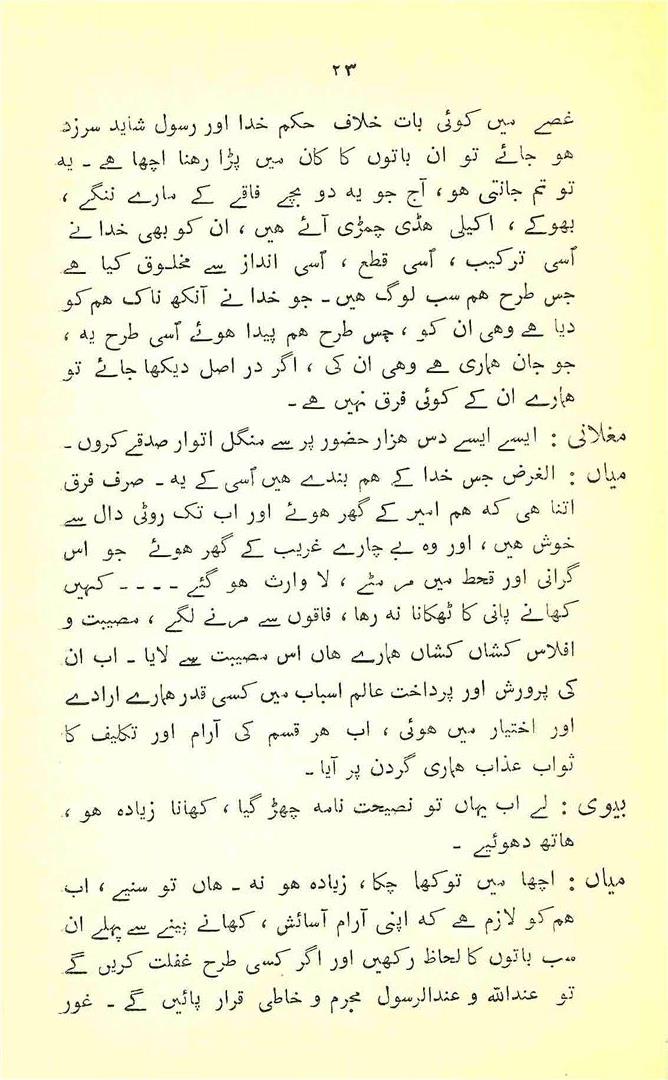 ۲۳
غصے میں کوئی بات خلاف حکم خدا اور رسول شاید سرزد
ہو جائے تو ان باتوں کا کان میں پڑا رہنا اچھا ہے ۔ یہ
تو تم جانتی ہو ، آج جو یہ دو بچے فاقے کے مارے ننگے ،
بھوکے ، اکیلی ہڈی چمڑی آئے ہیں ، ان کو بھی خدا نے
اُسی ترکیب ، اُسی قطع ، اُسی انداز سے مخلوق کیا ہے
جس طرح ہم سب لوگ ہیں ۔ جو خدا نے آنکھ ناک ہم کو
دیا ہے وہی ان کو ، جس طرح ہم پیدا ہوئے اُسی طرح یہ ،
جو جان ہماری ہے وہی ان کی ، اگر در اصل دیکھا جائے تو
ہمارے ان کے کوئی فرق نہیں ہے ۔
مغلانی : ایسے ایسے دس ہزار حضور پر سے منگل اتوار صدقے کروں ۔
میاں : الغرض جس خدا کے ہم بندے ہیں اُسی کے یہ ۔ صرف فرق
اتنا ہی کہ ہم امیر کے گھر ہوئے اور اب تک روٹی دال سے
خوش ہیں ، اور وہ بے چارے غریب کے گھر ہوئے جو اس
گرانی اور قحط میں مر مٹے ، لا وارث ہو گئے ۔ ۔ ۔ ۔ کہیں
کھانے پانی کا ٹھکانا نہ رہا ، فاقوں سے مرنے لگے ، مصیبت و
افلاس کشاں کشاں ہمارے ہاں اس مصیبت سے لایا ۔ اب ان
کی پرورش اور پرداخت عالم اسباب میں کسی قدر ہمارے ارادے
اور اختیار میں ہوئی ، اب ہر قسم کی آرام اور تکلیف کا
ثواب عذاب ہماری گردن پر آیا ۔
بیوی : لے اب یہاں تو نصیحت نامہ چھڑ گیا ، کھانا زیادہ ہو ،
ہاتھ دھوئیے ۔
میاں : اچھا میں تو کھا چکا ، زیادہ ہو نہ ۔ ہاں تو سنیے ، اب
ہم کو لازم ہے کہ اپنی آرام آسائش ، کھانے پینے سے پہلے ان
سب باتوں کا لحاظ رکھیں اور اگر کسی طرح غفلت کریں گے
تو عنداللہ و عندالرسول مجرم و خاطی قرار پائیں گے ۔ غور